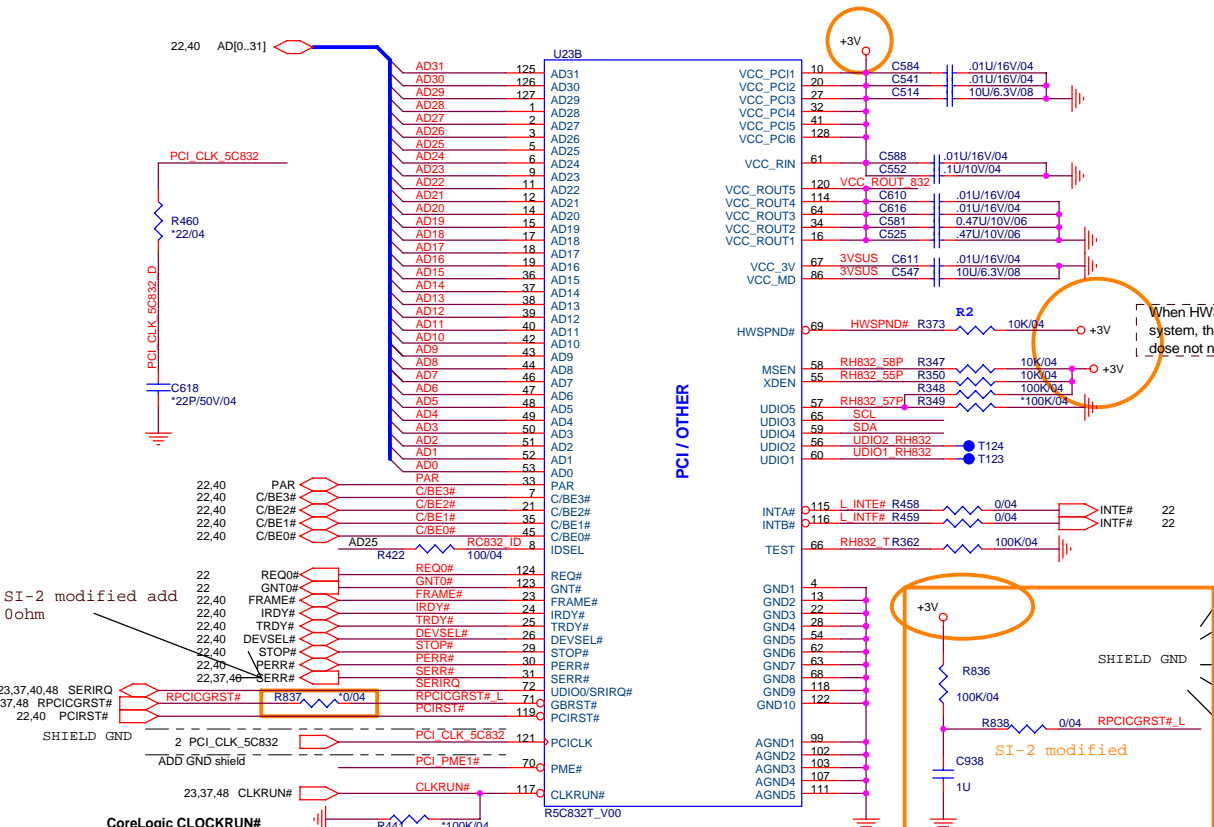 22,40 AD[0..31]
U23B
+3V
AD31 125 AD31
AD30 126 AD30
AD29 127 AD29
AD28 1 AD28
AD27 2 AD27
AD26 3 AD26
AD25 5 AD25
AD24 6 AD24
AD23 9 AD23
AD22 11 AD22
AD21 12 AD21
AD20 14 AD20
AD19 15 AD19
AD18 17 AD18
AD17 18 AD17
AD16 19 AD16
AD15 36 AD15
AD14 37 AD14
AD13 38 AD13
AD12 39 AD12
AD11 40 AD11
AD10 42 AD10
AD9 43 AD9
AD8 44 AD8
AD7 46 AD7
AD6 47 AD6
AD5 48 AD5
AD4 49 AD4
AD3 50 AD3
AD2 51 AD2
AD1 52 AD1
AD0 53 AD0
PCI_CLK_5C832
R460
*22/04
PCI_CLK_5C832_D
C618
*22P/50V/04
22,40 PAR PAR 33 PAR
22,40 C/BE3# C/BE3# 7 C/BE3#
22,40 C/BE2# C/BE2# 21 C/BE2#
22,40 C/BE1# C/BE1# 35 C/BE1#
22,40 C/BE0# C/BE0# 45 C/BE0#
AD25 R422 100/04 RC832_ID 8 IDSEL
22 REQ0# REQ0# 124 REQ#
22 GNT0# GNT0# 123 GNT#
22,40 FRAME# FRAME# 23 FRAME#
22,40 IRDY# IRDY# 24 IRDY#
22,40 TRDY# TRDY# 25 TRDY#
22,40 DEVSEL# DEVSEL# 26 DEVSEL#
22,40 STOP# STOP# 29 STOP#
22,40 PERR# PERR# 30 PERR#
22,37,40 SERR# SERR# 31 SERR#
SI-2 modified add
0ohm
23,37,40,48 SERIRQ SERIRQ 72 UDIO0/SRIRQ#
37,48 RPCICGRST# RPCICGRST# R837 *0/04 RPCICGRST#_L 71 GBRST#
22,40 PCIRST# PCIRST# 119 PCIRST#
SHIELD GND
2 PCI_CLK_5C832 PCI_CLK_5C832 121 PCICLK
ADD GND shield
PCI_PME1# 70 PME#
23,37,48 CLKRUN# CLKRUN# 117 CLKRUN#
CoreLogic CLOCKRUN#
R441 *100K/04
R5C832T_V00
PCI / OTHER
VCC_PCI1 10 C584 .01U/16V/04
VCC_PCI2 20 C541 .01U/16V/04
VCC_PCI3 27 C514 10U/6.3V/08
VCC_PCI4 32
VCC_PCI5 41
VCC_PCI6 128
VCC_RIN 61 C588 .01U/16V/04
C552 .1U/10V/04
VCC_ROUT5 120 VCC_ROUT_832
VCC_ROUT4 114 C610 .01U/16V/04
VCC_ROUT3 64 C616 .01U/16V/04
VCC_ROUT2 34 C581 0.47U/10V/06
VCC_ROUT1 16 C525 .47U/10V/06
VCC_3V 67 3VSUS C611 .01U/16V/04
VCC_MD 86 3VSUS C547 10U/6.3V/08
R2
HWSPND# 69 HWSPND# R373 10K/04 +3V
When HW
system, th
dose not n
MSEN 58 RH832_58P R347 10K/04 +3V
XDEN 55 RH832_55P R350 10K/04
R348 100K/04
UDIO5 57 RH832_57P R349 *100K/04
UDIO3 65 SCL
UDIO4 59 SDA
UDIO2 56 UDIO2_RH832 T124
UDIO1 60 UDIO1_RH832 T123
INTA# 115 L_INTE# R458 0/04 INTE# 22
INTB# 116 L_INTF# R459 0/04 INTF# 22
TEST 66 RH832_T R362 100K/04
GND1 4
GND2 13
GND3 22
GND4 28
GND5 54
GND6 62
GND7 63
GND8 68
GND9 118
GND10 122
AGND1 99
AGND2 102
AGND3 103
AGND4 107
AGND5 111
+3V
R836
100K/04
SHIELD GND
R838 0/04 RPCICGRST#_L
SI-2 modified
C938
1U